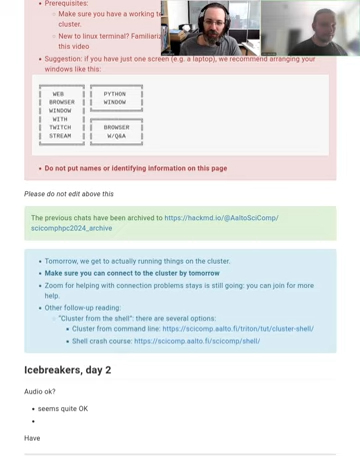 Prerequisites:
Make sure you have a working
cluster.
New to linux terminal?
this video
Suggestion: if you have just one screen (e.g. a laptop), we recommend arranging your
windows like this:
WEB
BROWSER
WINDOW
WITH
TWITCH
STREAM
PYTHON
WINDOW
BROWSER
W/Q&A
Do not put names or identifying information on this page
Please do not edit above this
The previous chats have been archived to https://hackmd.io/@AaltoSciComp/
scicomphpc2024_archive
Tomorrow, we get to actually running things on the cluster.
Make sure you can connect to the cluster by tomorrow
Zoom for helping with connection problems stays is still going: you can join for more
help.
Other follow-up reading:
"Cluster from the shell": there are several options:
Cluster from command line: https://scicomp.aalto.fi/triton/tut/cluster-shell/
Shell crash course: https://scicomp.aalto.fi/scicomp/shell/
Icebreakers, day 2
Audio ok?
seems quite OK
Have